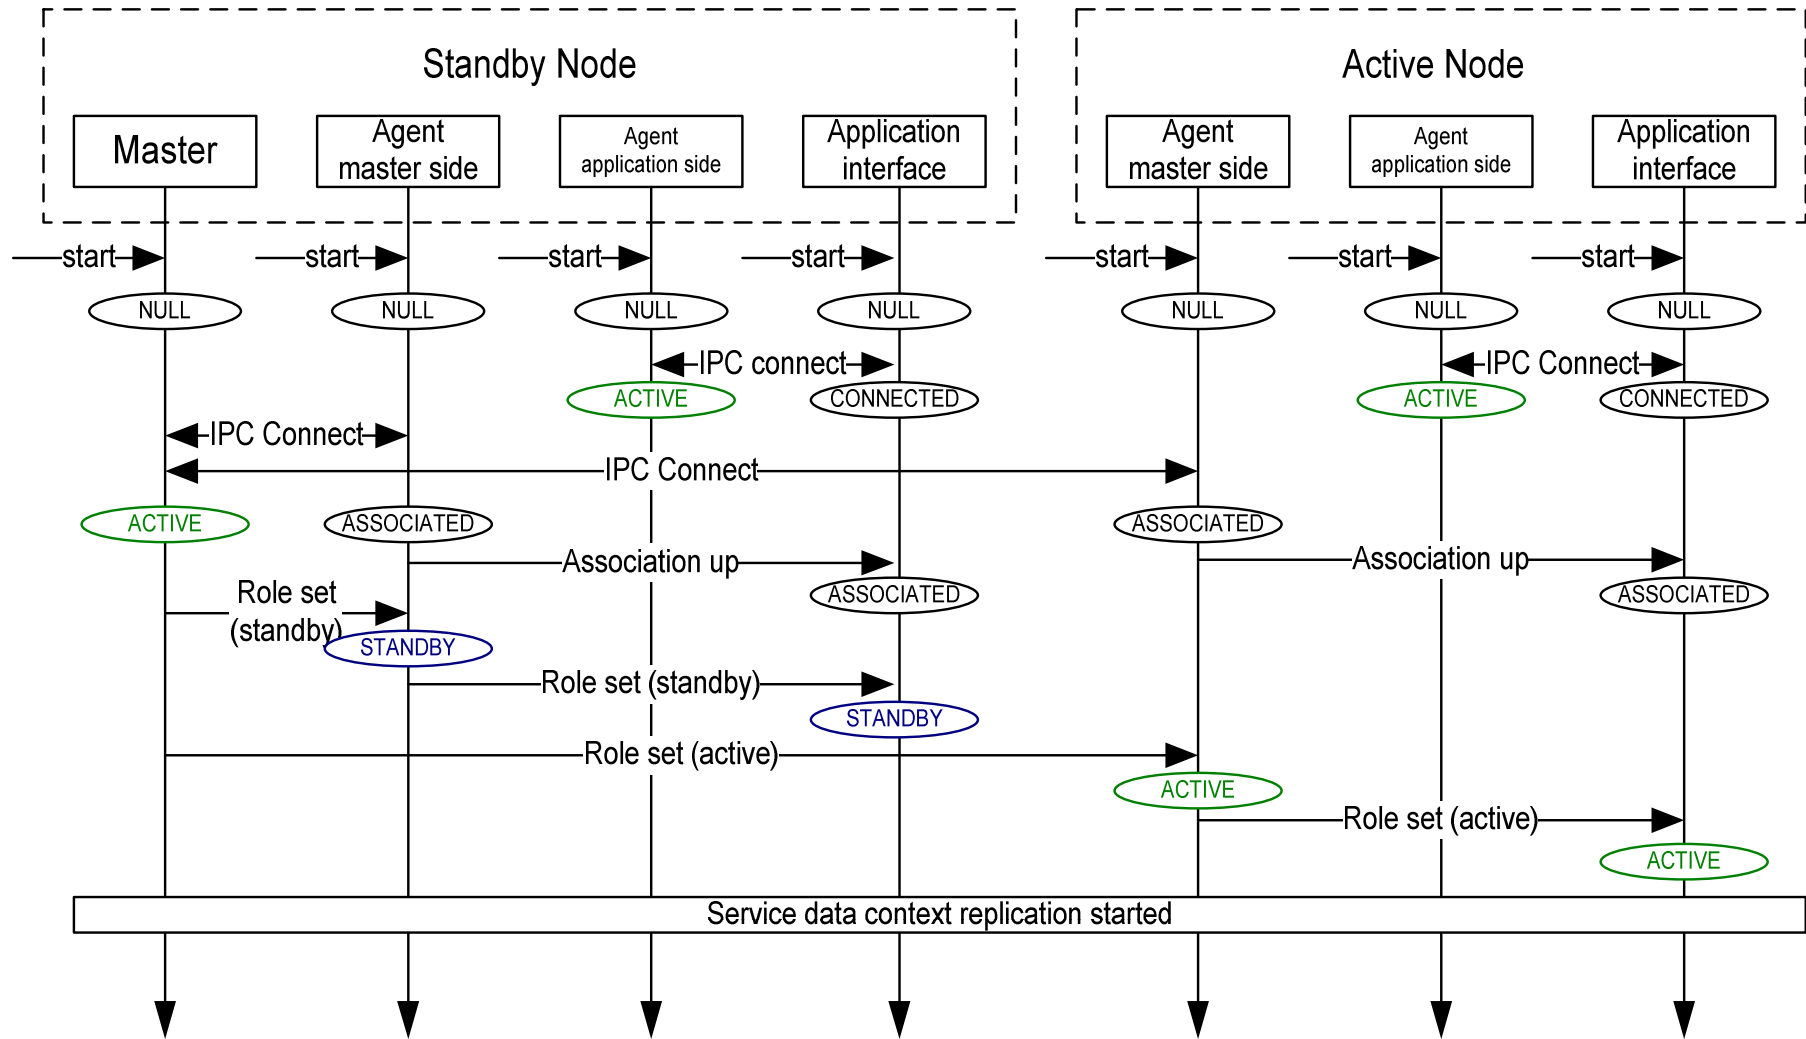 Standby Node
Active Node
Master
Agent
master side
Agent
application side
Application
interface
Agent
master side
Agent
application side
Application
interface
start
start
start
start
start
start
start
NULL
NULL
NULL
NULL
NULL
NULL
NULL
IPC connect
IPC Connect
ACTIVE
CONNECTED
ACTIVE
CONNECTED
IPC Connect
IPC Connect
ACTIVE
ASSOCIATED
ASSOCIATED
Association up
Association up
Role set
(standby)
ASSOCIATED
ASSOCIATED
STANDBY
Role set (standby)
STANDBY
Role set (active)
ACTIVE
Role set (active)
ACTIVE
Service data context replication started